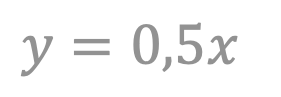 y = 0,5x